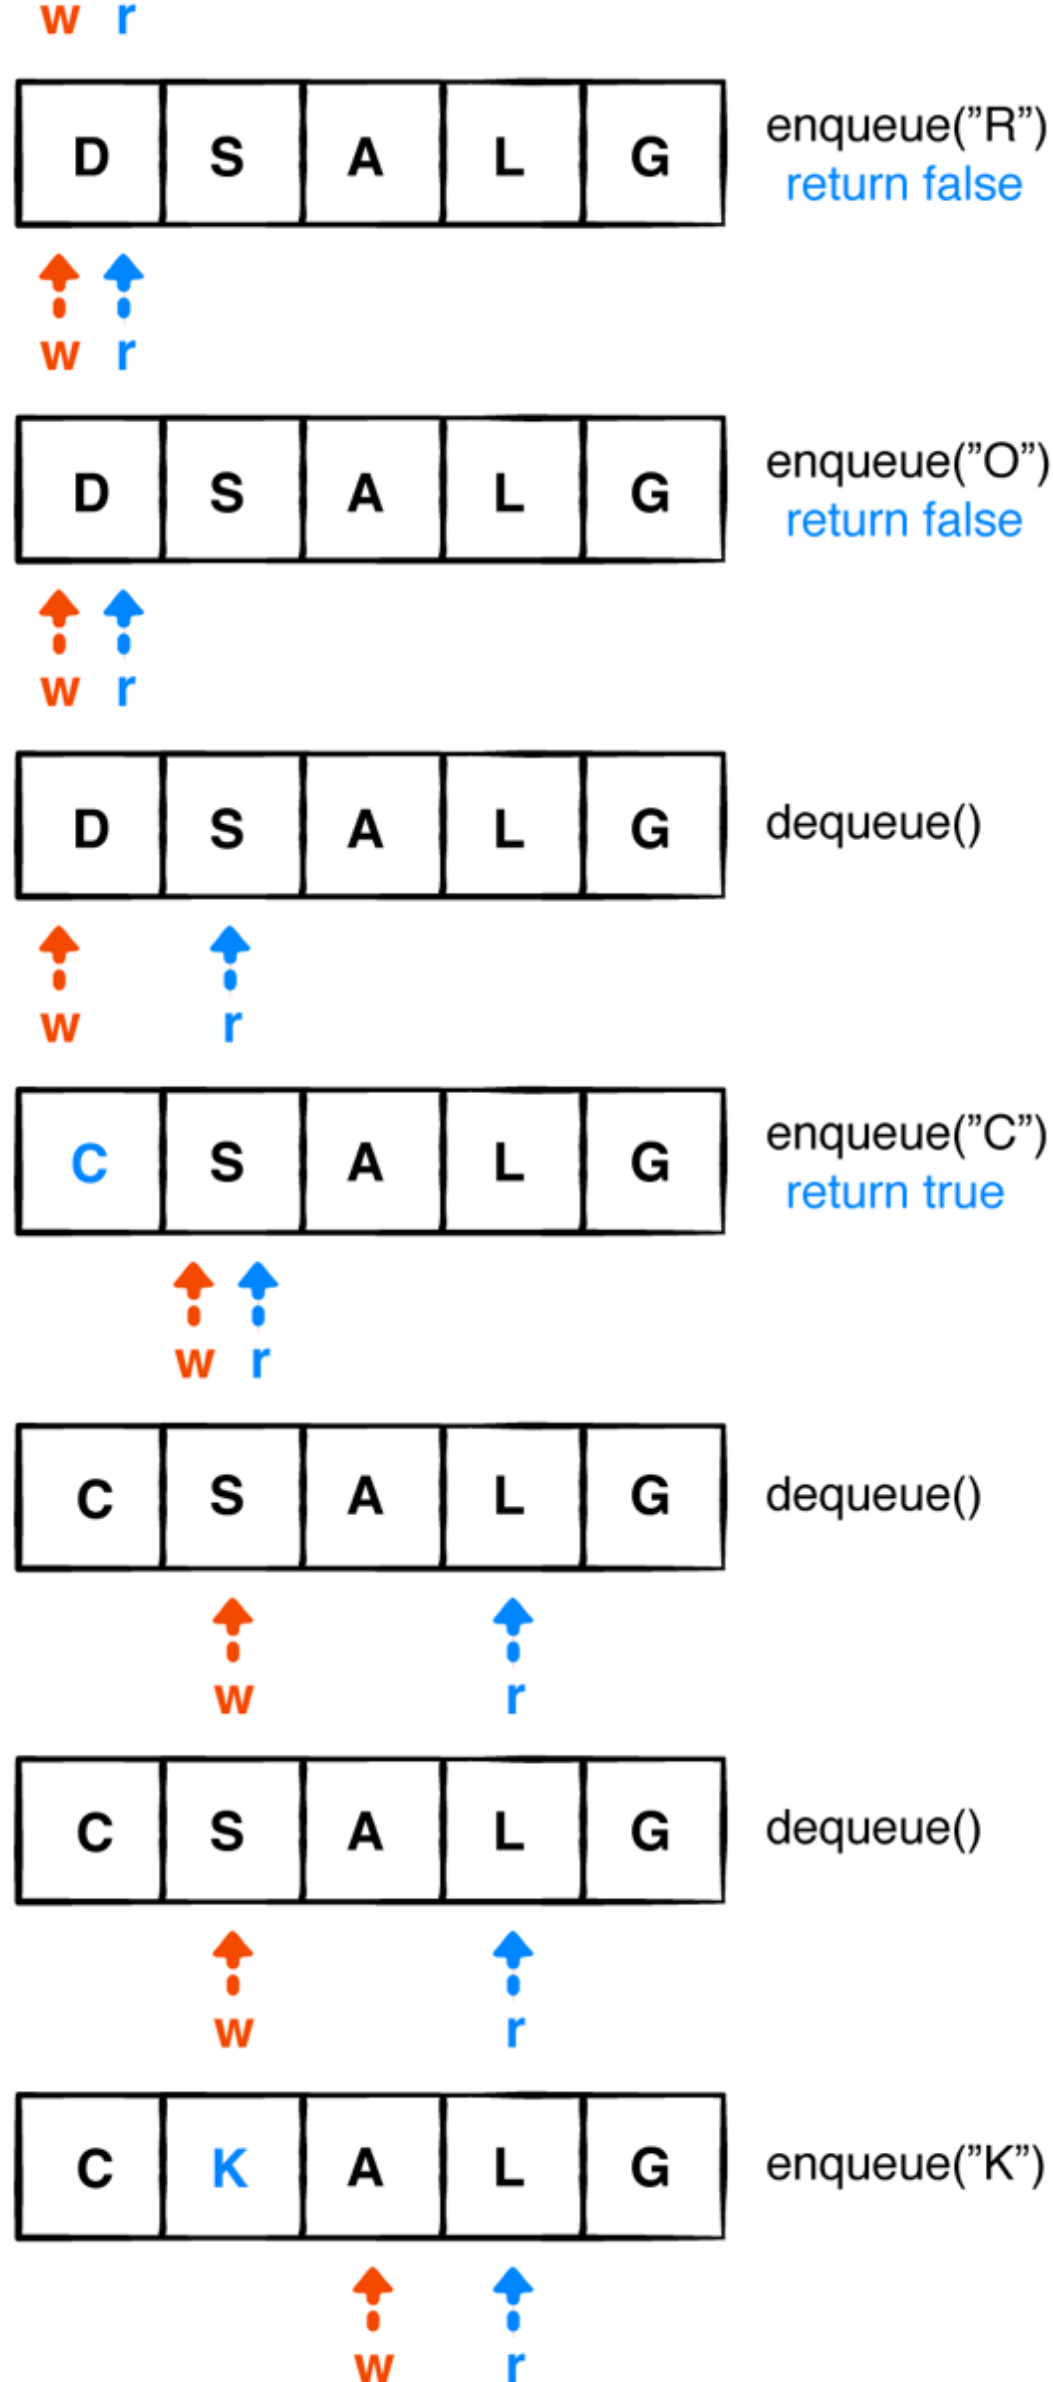 w r
D S A L G enqueue(”R”)
return false
w r
D S A L G enqueue(”O”)
return false
w r
D S A L G dequeue()
w r
C S A L G enqueue(”C”)
return true
w r
C S A L G dequeue()
w r
C S A L G dequeue()
w r
C K A L G enqueue(”K”)
w r